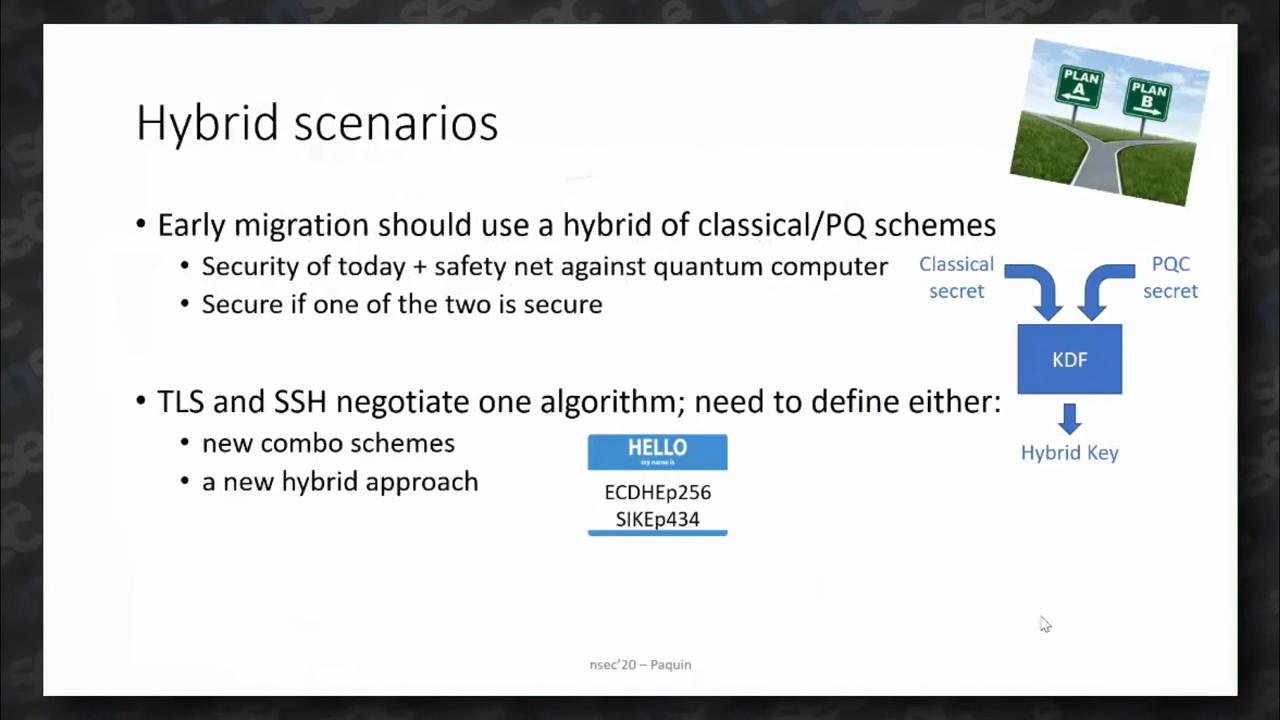 PLAN
A
PLAN
B
Hybrid scenarios
• Early migration should use a hybrid of classical/PQ schemes
• Security of today + safety net against quantum computer
• Secure if one of the two is secure
Classical
secret
PQC
secret
KDF
Hybrid Key
• TLS and SSH negotiate one algorithm; need to define either:
• new combo schemes
• a new hybrid approach
HELLO
my name is
ECDHEp256
SIKEp434
nsec'20 – Paquin